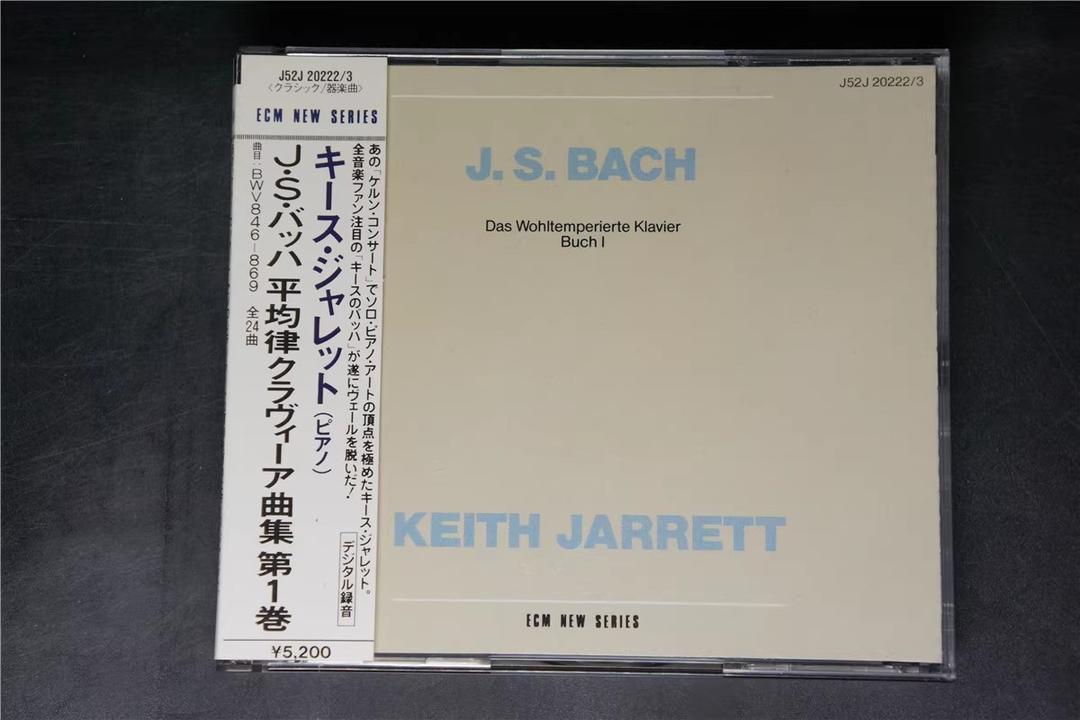 J52J 20222/3
〈クラシック/器楽曲〉
ECM NEW SERIES
あの「ケルン・コンサート」でソロ・ピアノ・アートの頂点を極めたキース・ジャレット。
全音楽ファン注目の「キースのバッハ」が遂にヴェールを脱いだ!
キース・ジャレット(ピアノ)
J・S・バッハ 平均律クラヴィーア曲集 第1巻
曲目:BWV846-869 全24曲
デジタル録音
¥5,200
J52J 20222/3
J. S. BACH
Das Wohltemperierte Klavier
Buch I
KEITH JARRETT
ECM NEW SERIES